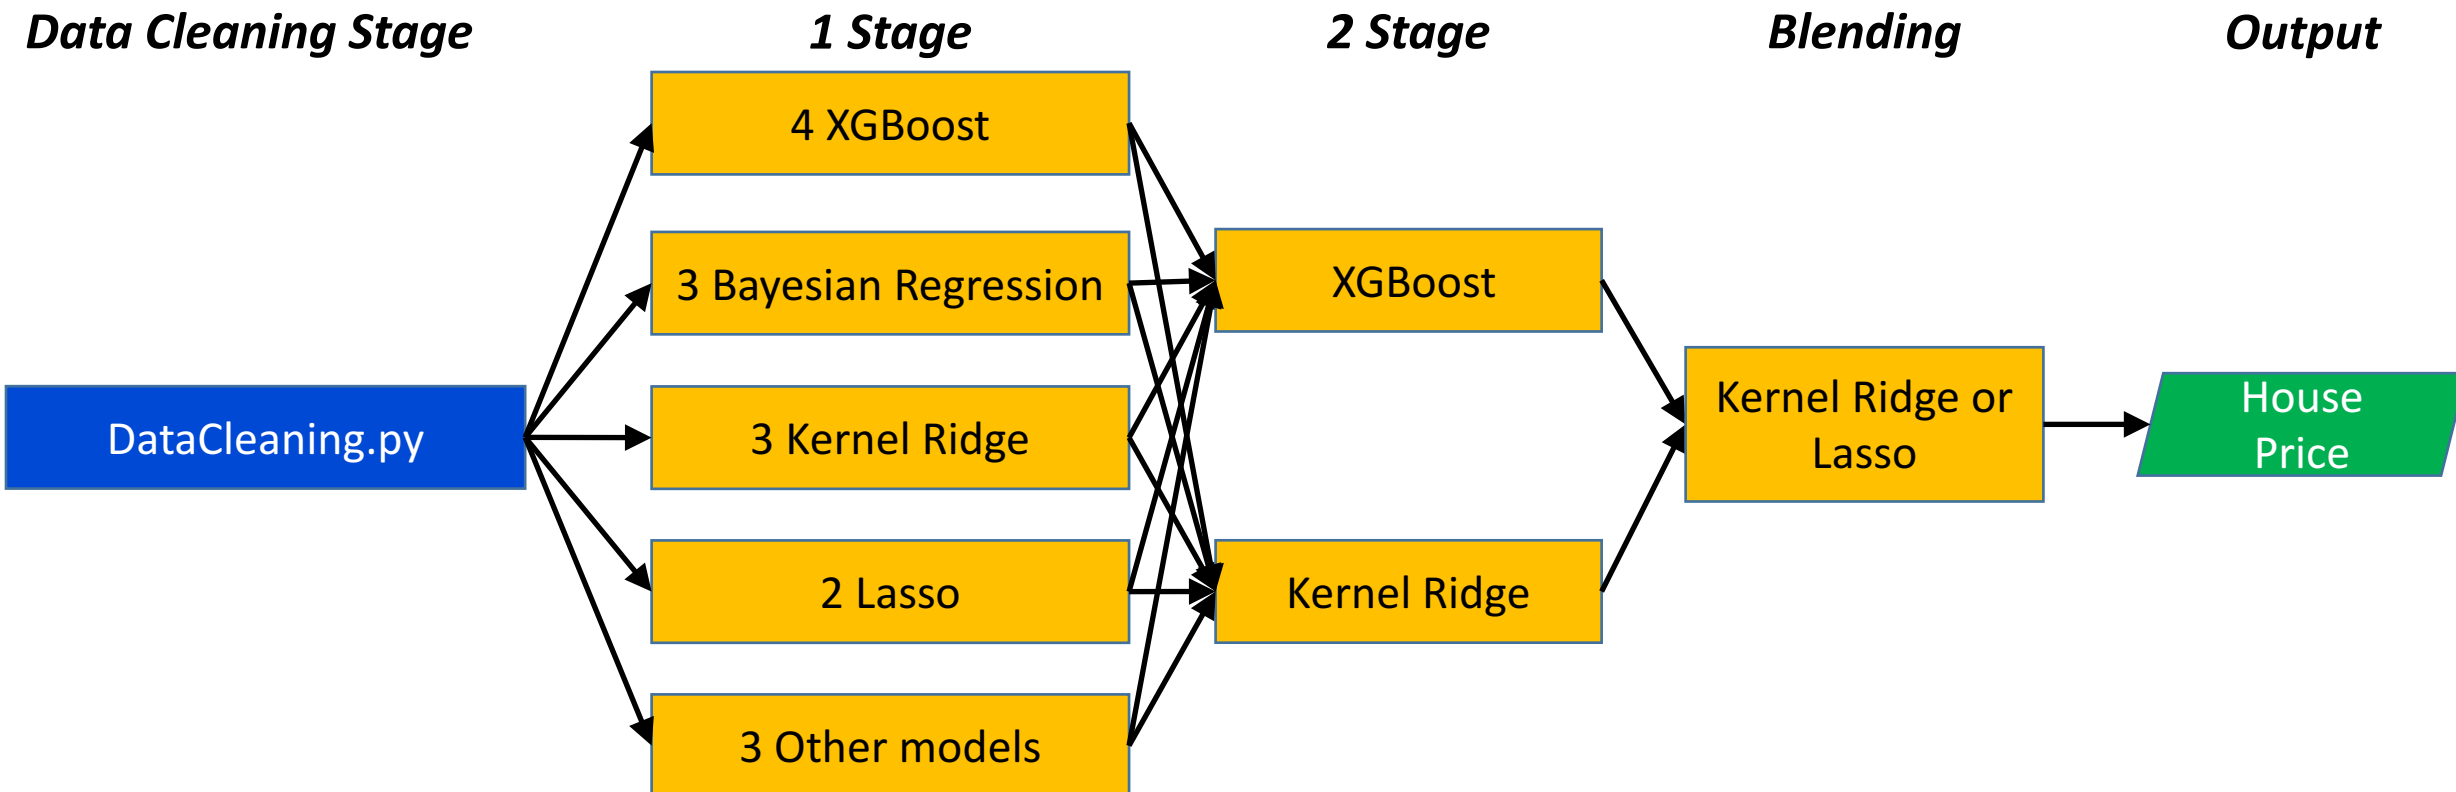 Data Cleaning Stage
1 Stage
2 Stage
Blending
Output
4 XGBoost
3 Bayesian Regression
XGBoost
DataCleaning.py
3 Kernel Ridge
Kernel Ridge or
Lasso
House
Price
2 Lasso
Kernel Ridge
3 Other models